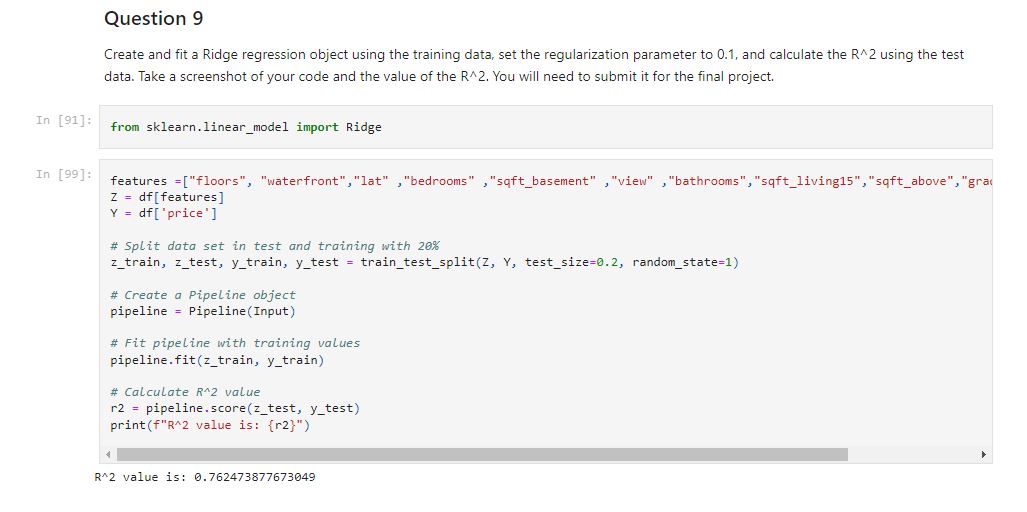 Question 9
Create and fit a Ridge regression object using the training data, set the regularization parameter to 0.1, and calculate the R^2 using the test
data. Take a screenshot of your code and the value of the R^2. You will need to submit it for the final project.
In [91]:
from sklearn.linear_model import Ridge
In [99]:
features =["floors", "waterfront","lat" ,"bedrooms" ,"sqft_basement" ,"view" ,"bathrooms","sqft_living15","sqft_above","gra
Z = df[features]
Y = df['price']
# Split data set in test and training with 20%
z_train, z_test, y_train, y_test = train_test_split(Z, Y, test_size=0.2, random_state=1)
# Create a Pipeline object
pipeline = Pipeline(Input)
# Fit pipeline with training values
pipeline.fit(z_train, y_train)
# Calculate R^2 value
r2 = pipeline.score(z_test, y_test)
print(f"R^2 value is: {r2}")
R^2 value is: 0.762473877673049